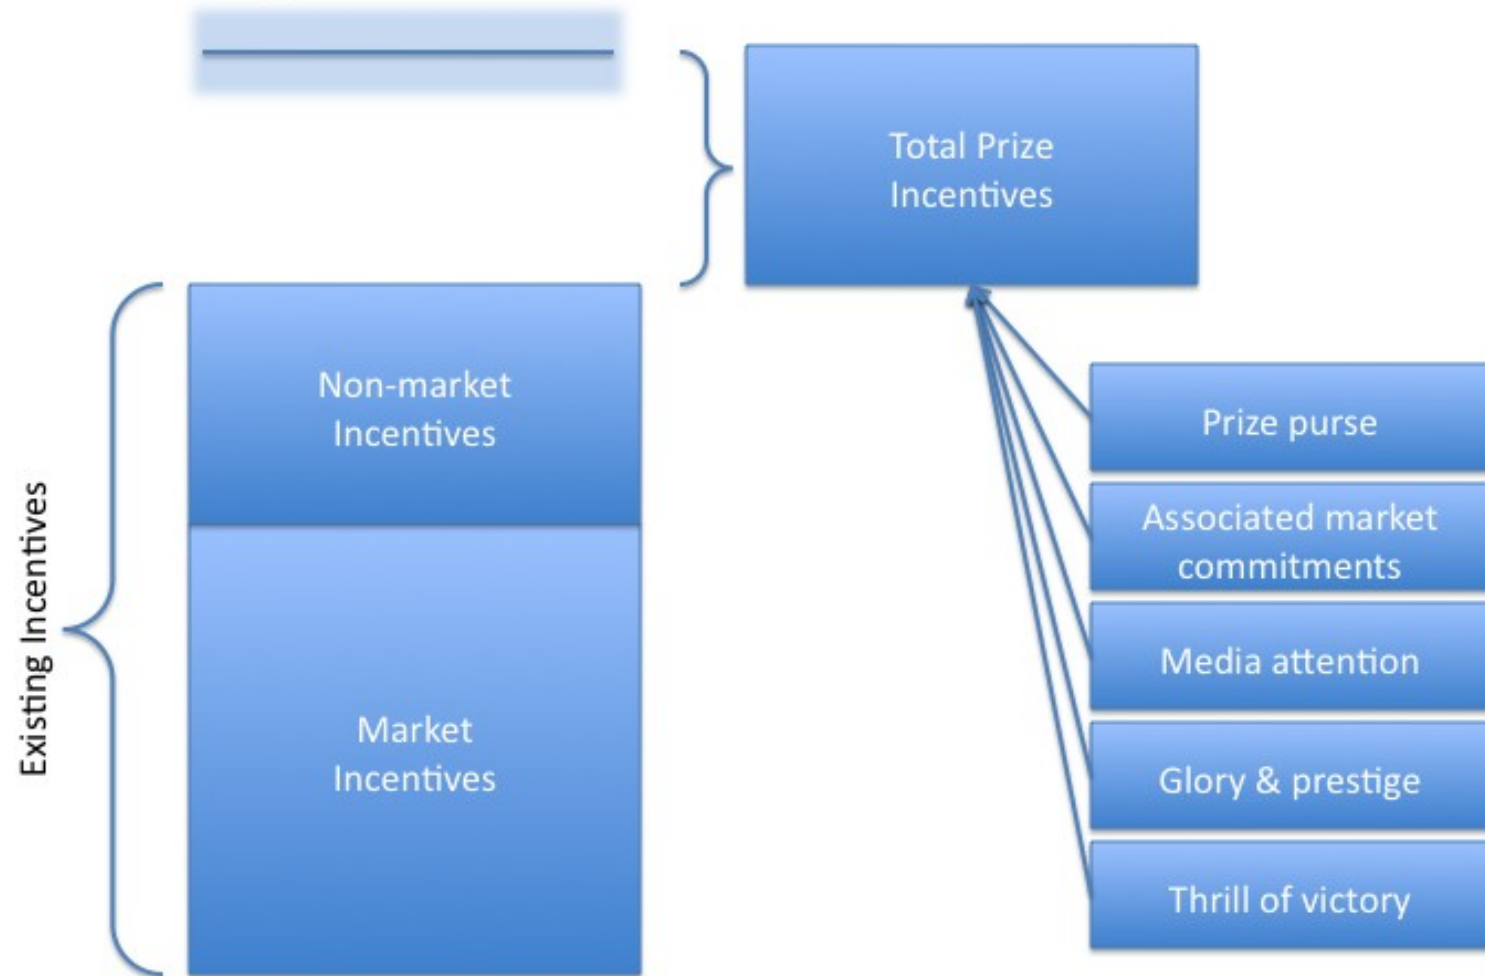 Total Prize
Incentives
Non-market
Incentives
Market
Incentives
Existing Incentives
Prize purse
Associated market
commitments
Media attention
Glory & prestige
Thrill of victory